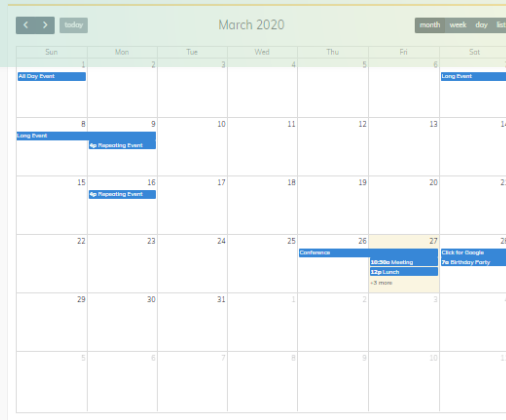 today March 2020 month week day list
Sun Mon Tue Wed Thu Fri Sat
1 2 3 4 5 6
All Day Event Long Event
8 9 10 11 12 13 14
Long Event
4p Repeating Event
15 16 17 18 19 20 21
4p Repeating Event
22 23 24 25 26 27 28
Conference Click for Google
10:30a Meeting 7a Birthday Party
12p Lunch
+3 more
29 30 31 1 2 3 4
5 6 7 8 9 10 11